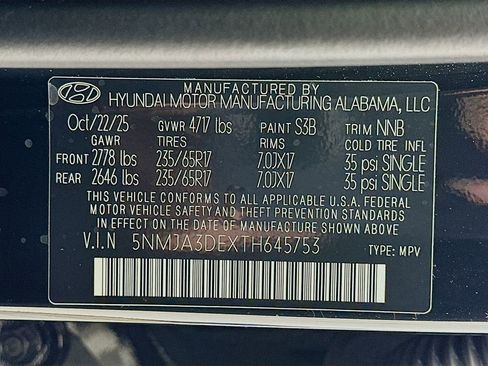 MANUFACTURED BY
HYUNDAI MOTOR MANUFACTURING ALABAMA, LLC
Oct/22/25 GVWR 4717 lbs PAINT S3B TRIM NNB
GAWR TIRES RIMS COLD TIRE INFL
FRONT 2778 lbs 235/65R17 7.0JX17 35 psi SINGLE
REAR 2646 lbs 235/65R17 7.0JX17 35 psi SINGLE
THIS VEHICLE CONFORMS TO ALL APPLICABLE U.S.A. FEDERAL
MOTOR VEHICLE SAFETY AND THEFT PREVENTION STANDARDS
IN EFFECT ON THE DATE OF MANUFACTURE SHOWN ABOVE.
V.I.N 5NMJA3DEXTH645753 TYPE: MPV